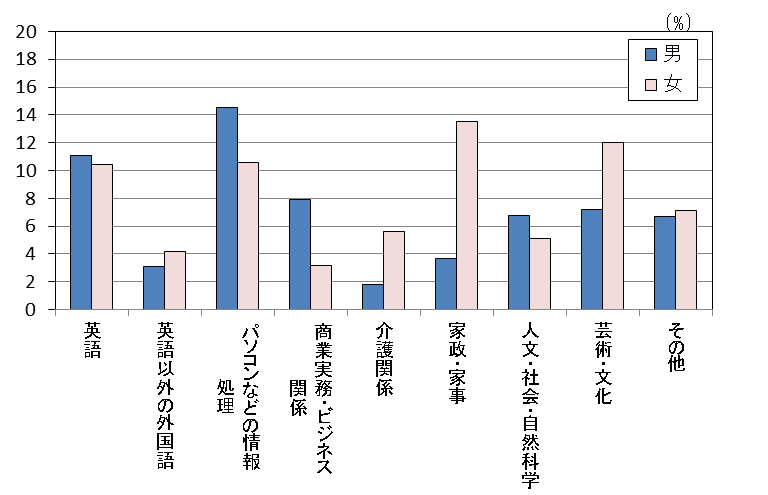 (%)
20
18
16
14
12
10
8
6
4
2
0
男
女
英語
英語以外の外国語
パソコンなどの情報
処理
商業実務・ビジネス
関係
介護関係
家政・家事
人文・社会・自然科学
芸術・文化
その他